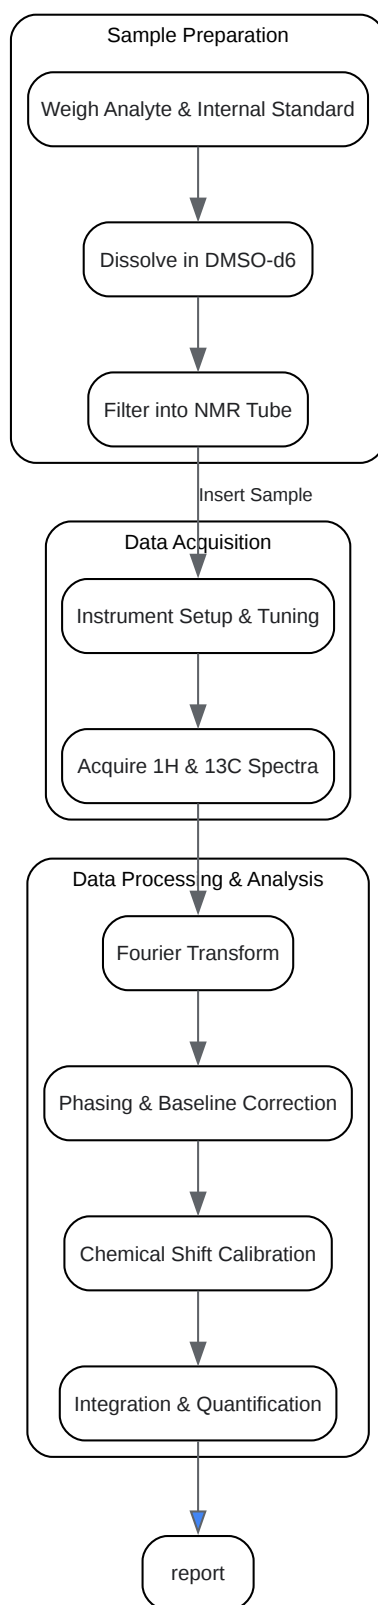 Sample Preparation
Weigh Analyte & Internal Standard
Dissolve in DMSO-d6
Filter into NMR Tube
Insert Sample
Data Acquisition
Instrument Setup & Tuning
Acquire 1H & 13C Spectra
Data Processing & Analysis
Fourier Transform
Phasing & Baseline Correction
Chemical Shift Calibration
Integration & Quantification
report